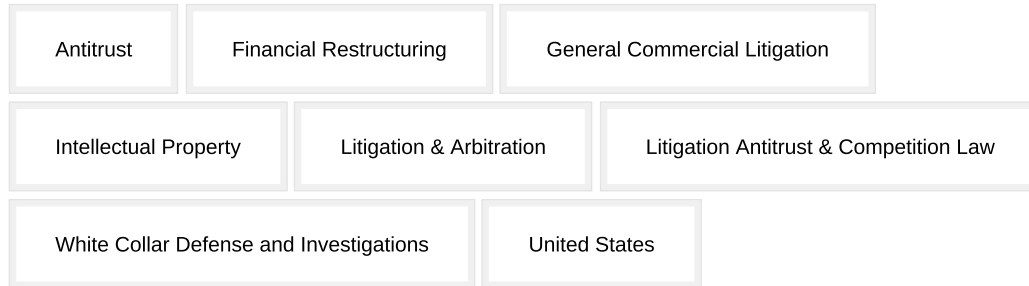 Antitrust Financial Restructuring General Commercial Litigation
Intellectual Property Litigation & Arbitration Litigation Antitrust & Competition Law
White Collar Defense and Investigations United States